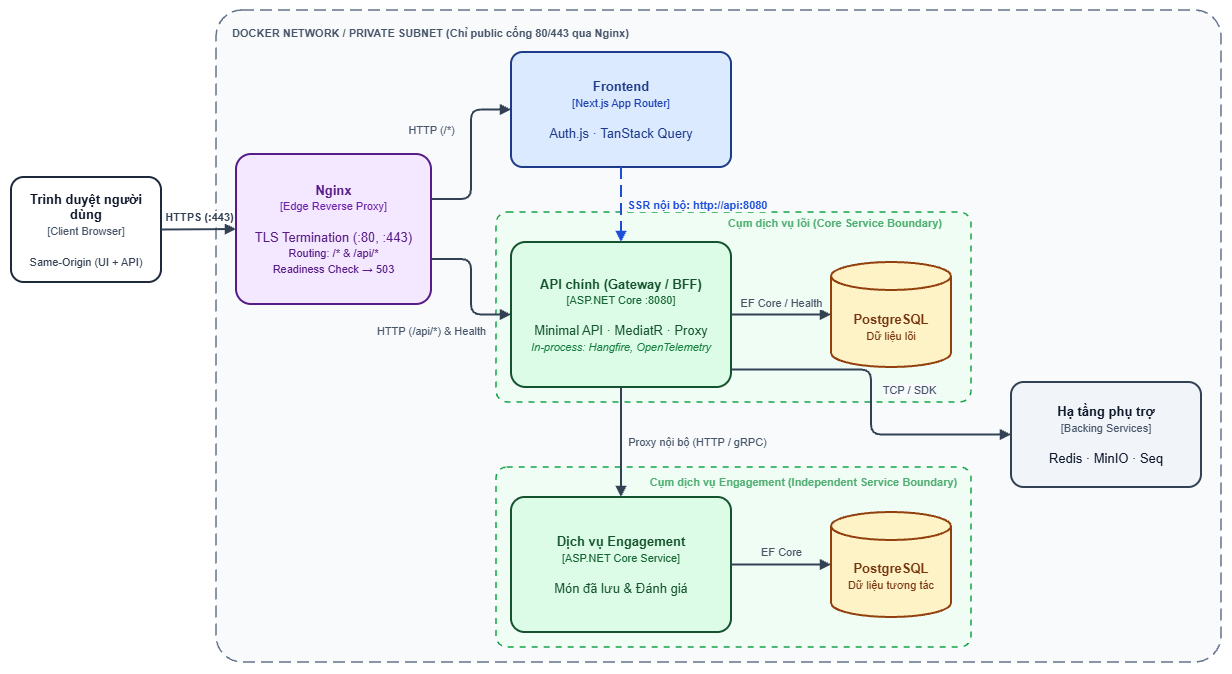 DOCKER NETWORK / PRIVATE SUBNET (Chỉ public cổng 80/443 qua Nginx)
Frontend
[Next.js App Router]
Auth.js · TanStack Query
HTTP (/*)
Nginx
[Edge Reverse Proxy]
TLS Termination (:80, :443)
Routing: /* & /api/*
Readiness Check → 503
Trình duyệt người
dùng
[Client Browser]
Same-Origin (UI + API)
HTTPS (:443)
SSR nội bộ: http://api:8080
Cụm dịch vụ lõi (Core Service Boundary)
API chính (Gateway / BFF)
[ASP.NET Core :8080]
Minimal API · MediatR · Proxy
In-process: Hangfire, OpenTelemetry
HTTP (/api/*) & Health
EF Core / Health
PostgreSQL
Dữ liệu lõi
TCP / SDK
Hạ tầng phụ trợ
[Backing Services]
Redis · MinIO · Seq
Proxy nội bộ (HTTP / gRPC)
Cụm dịch vụ Engagement (Independent Service Boundary)
Dịch vụ Engagement
[ASP.NET Core Service]
Món đã lưu & Đánh giá
EF Core
PostgreSQL
Dữ liệu tương tác